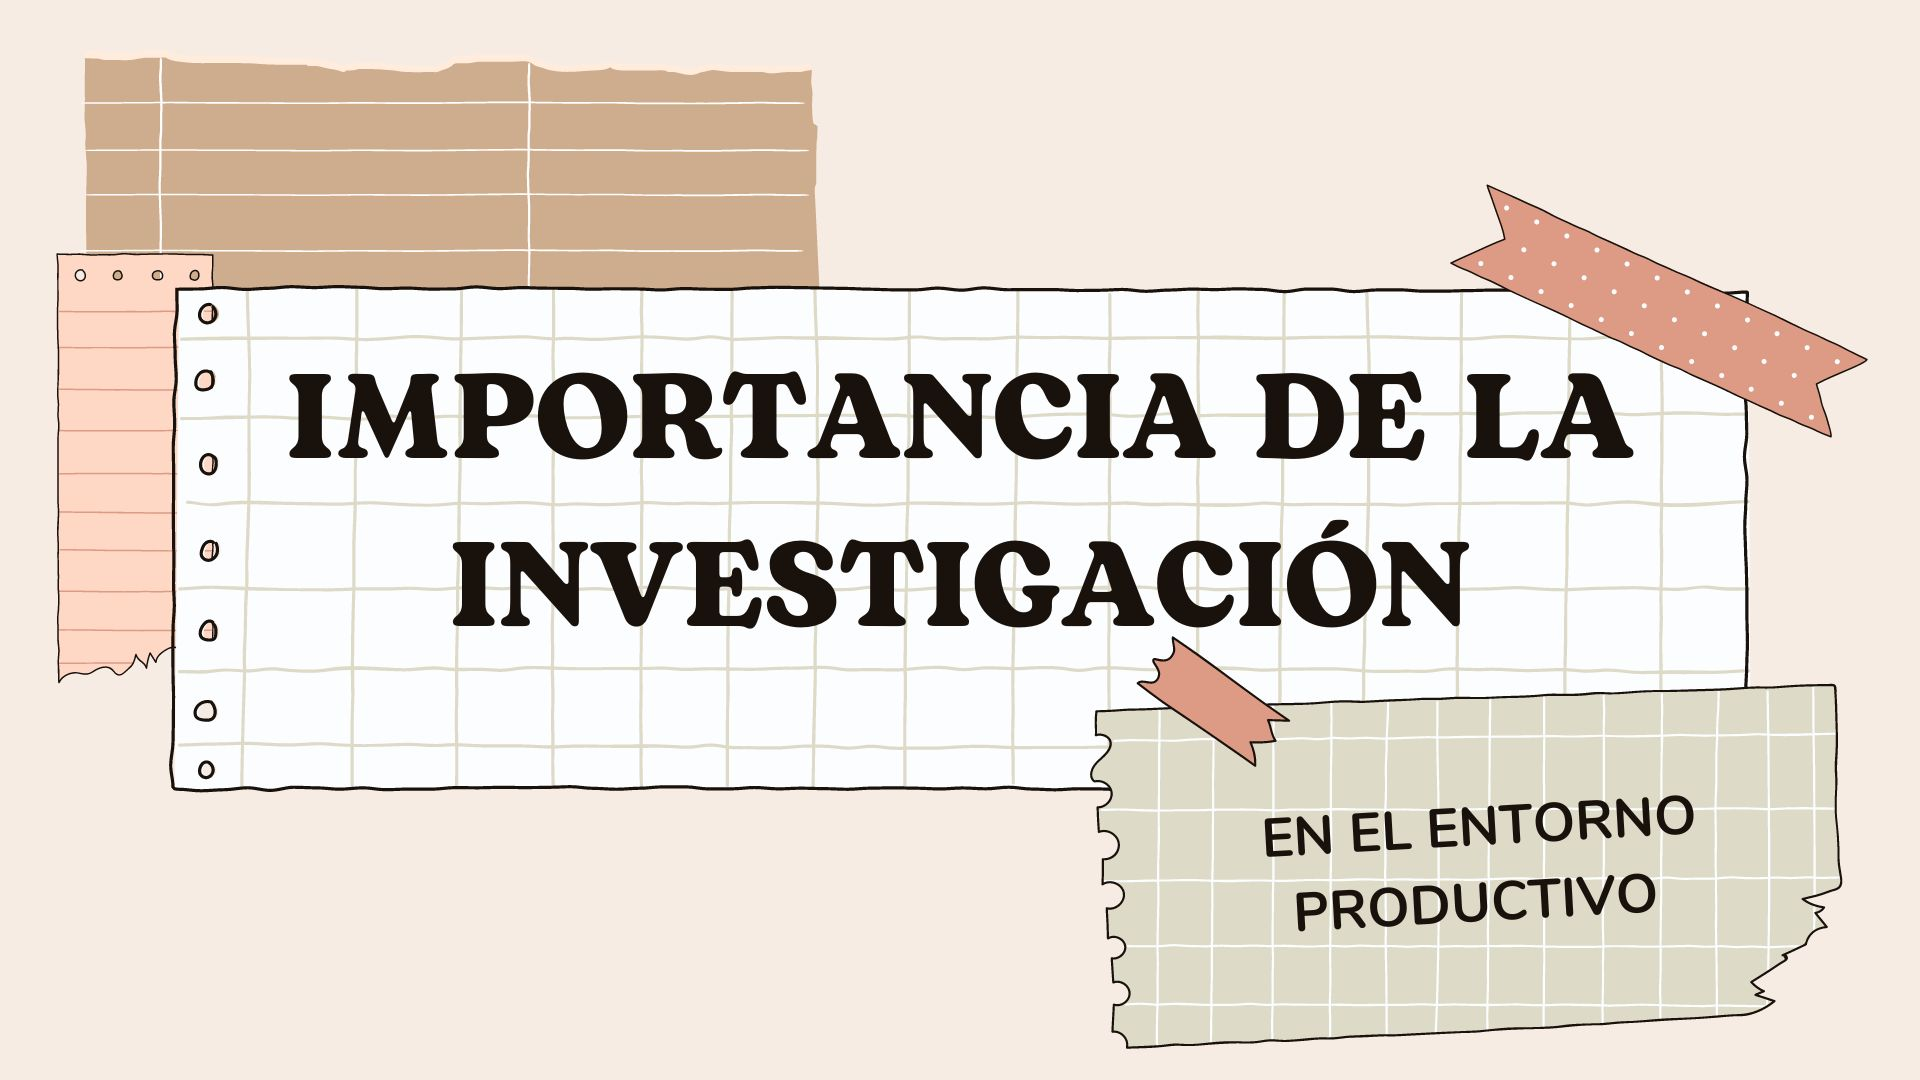 IMPORTANCIA DE LA
INVESTIGACIÓN
EN EL ENTORNO
PRODUCTIVO